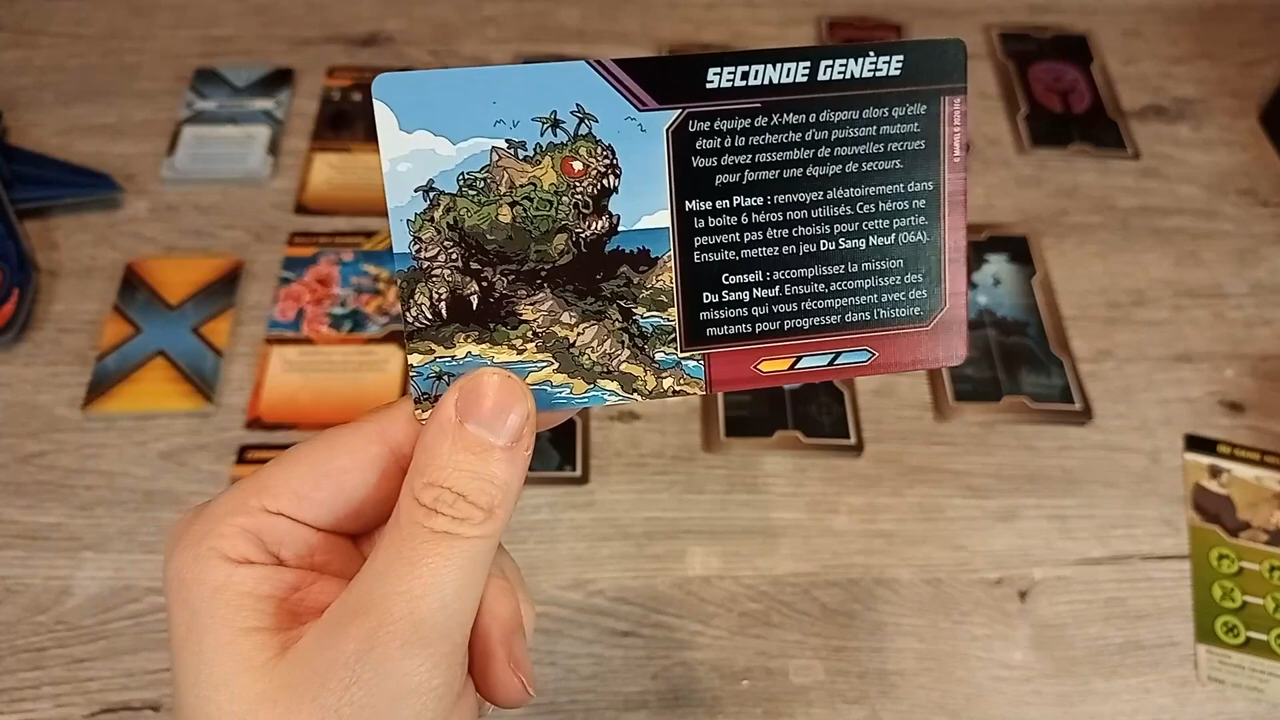 SECONDE GENÈSE
Une équipe de X-Men a disparu alors qu'elle
était à la recherche d'un puissant mutant.
Vous devez rassembler de nouvelles recrues
pour former une équipe de secours.
Mise en Place : renvoyez aléatoirement dans
la boîte 6 héros non utilisés. Ces héros ne
peuvent pas être choisis pour cette partie.
Ensuite, mettez en jeu Du Sang Neuf (06A).
Conseil : accomplissez la mission
Du Sang Neuf. Ensuite, accomplissez des
missions qui vous récompensent avec des
mutants pour progresser dans l'histoire.
© MARVEL © 2020 FFG